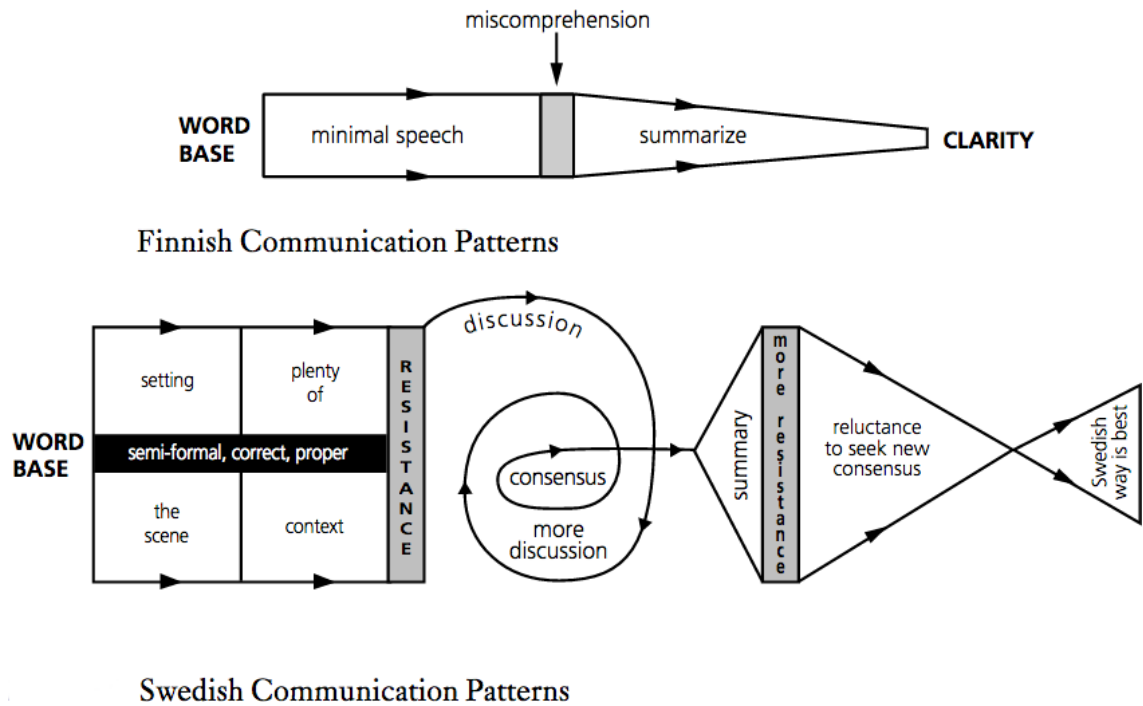 miscomprehension
WORD
BASE
minimal speech
summarize
CLARITY
Finnish Communication Patterns
WORD
BASE
setting
plenty
of
semi-formal, correct, proper
the
scene
context
RESISTANCE
discussion
consensus
more
discussion
summary
more resistance
reluctance
to seek new
consensus
Swedish
way is best
Swedish Communication Patterns